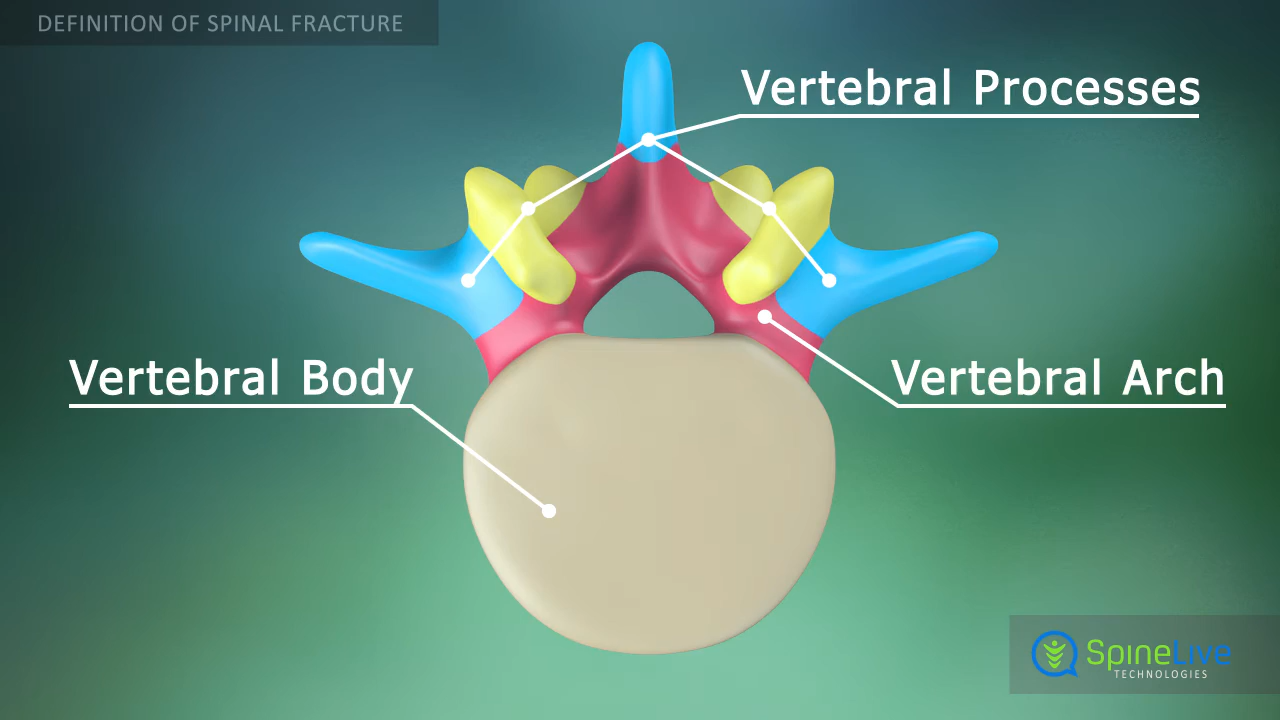 DEFINITION OF SPINAL FRACTURE
Vertebral Processes
Vertebral Body
Vertebral Arch
SpineLive
TECHNOLOGIES